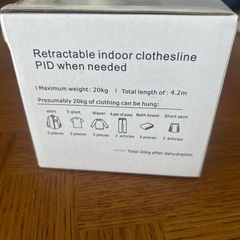 Retractable indoor clothesline
PID when needed
I Maximum weight: 20kg I Total length of : 4.2m
Presumably 20kg of clothing can be hung:
shirt T-shirt Blazer A pair of jeans Bath towel Short skirt
5 pieces 5 pieces 3 pieces 2 articles 3 pieces 2 articles
Total 20kg after dehydration